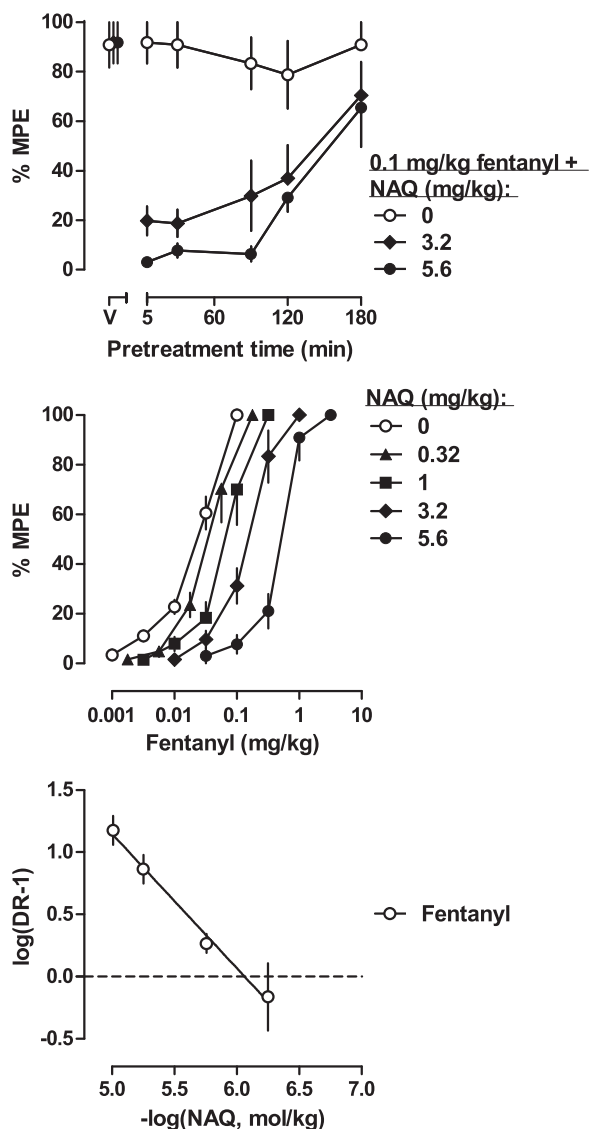 100
80
% MPE
60
40
20
0
0.1 mg/kg fentanyl +
NAQ (mg/kg):
0
3.2
5.6
V 5 60 120 180
Pretreatment time (min)
100
80
% MPE
60
40
20
0
NAQ (mg/kg):
0
0.32
1
3.2
5.6
0.001 0.01 0.1 1 10
Fentanyl (mg/kg)
1.5
1.0
log(DR-1)
0.5
0.0
-0.5
Fentanyl
5.0 5.5 6.0 6.5 7.0
-log(NAQ, mol/kg)